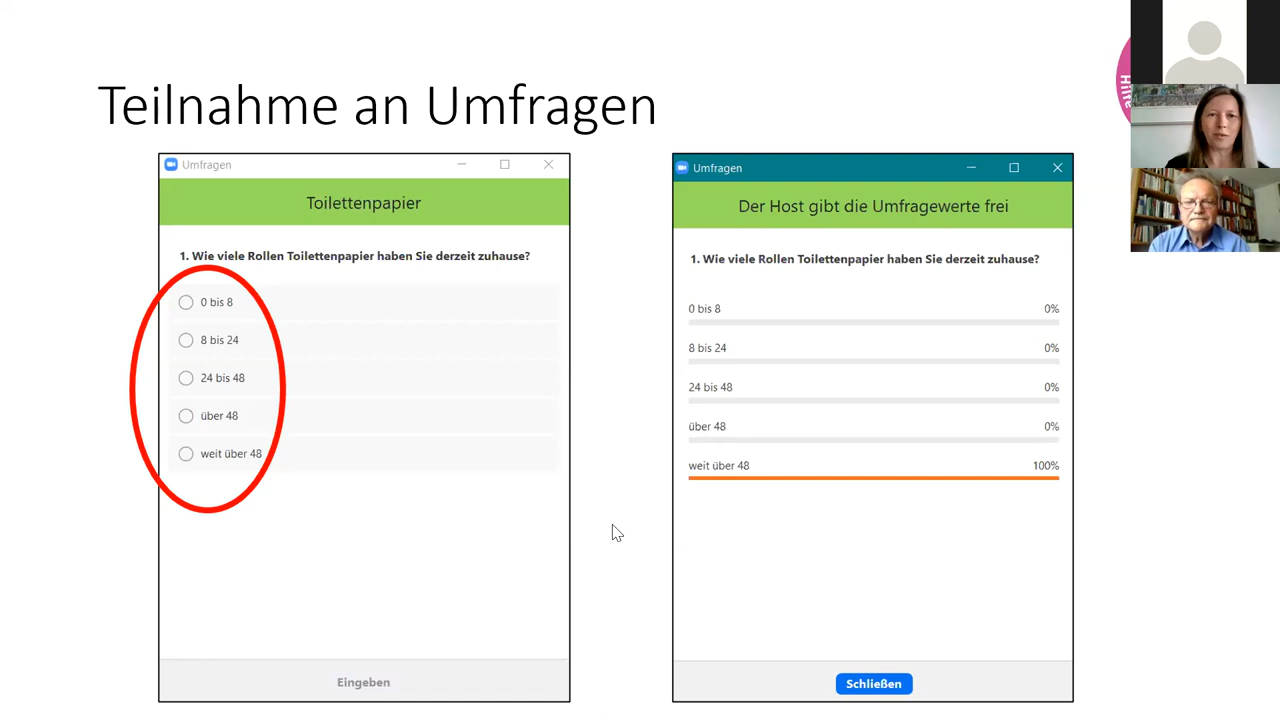 Teilnahme an Umfragen
Hilfe
Umfragen
Toilettenpapier
1. Wie viele Rollen Toilettenpapier haben Sie derzeit zuhause?
0 bis 8
8 bis 24
24 bis 48
über 48
weit über 48
Eingeben
Umfragen
Der Host gibt die Umfragewerte frei
1. Wie viele Rollen Toilettenpapier haben Sie derzeit zuhause?
0 bis 8 0%
8 bis 24 0%
24 bis 48 0%
über 48 0%
weit über 48 100%
Schließen